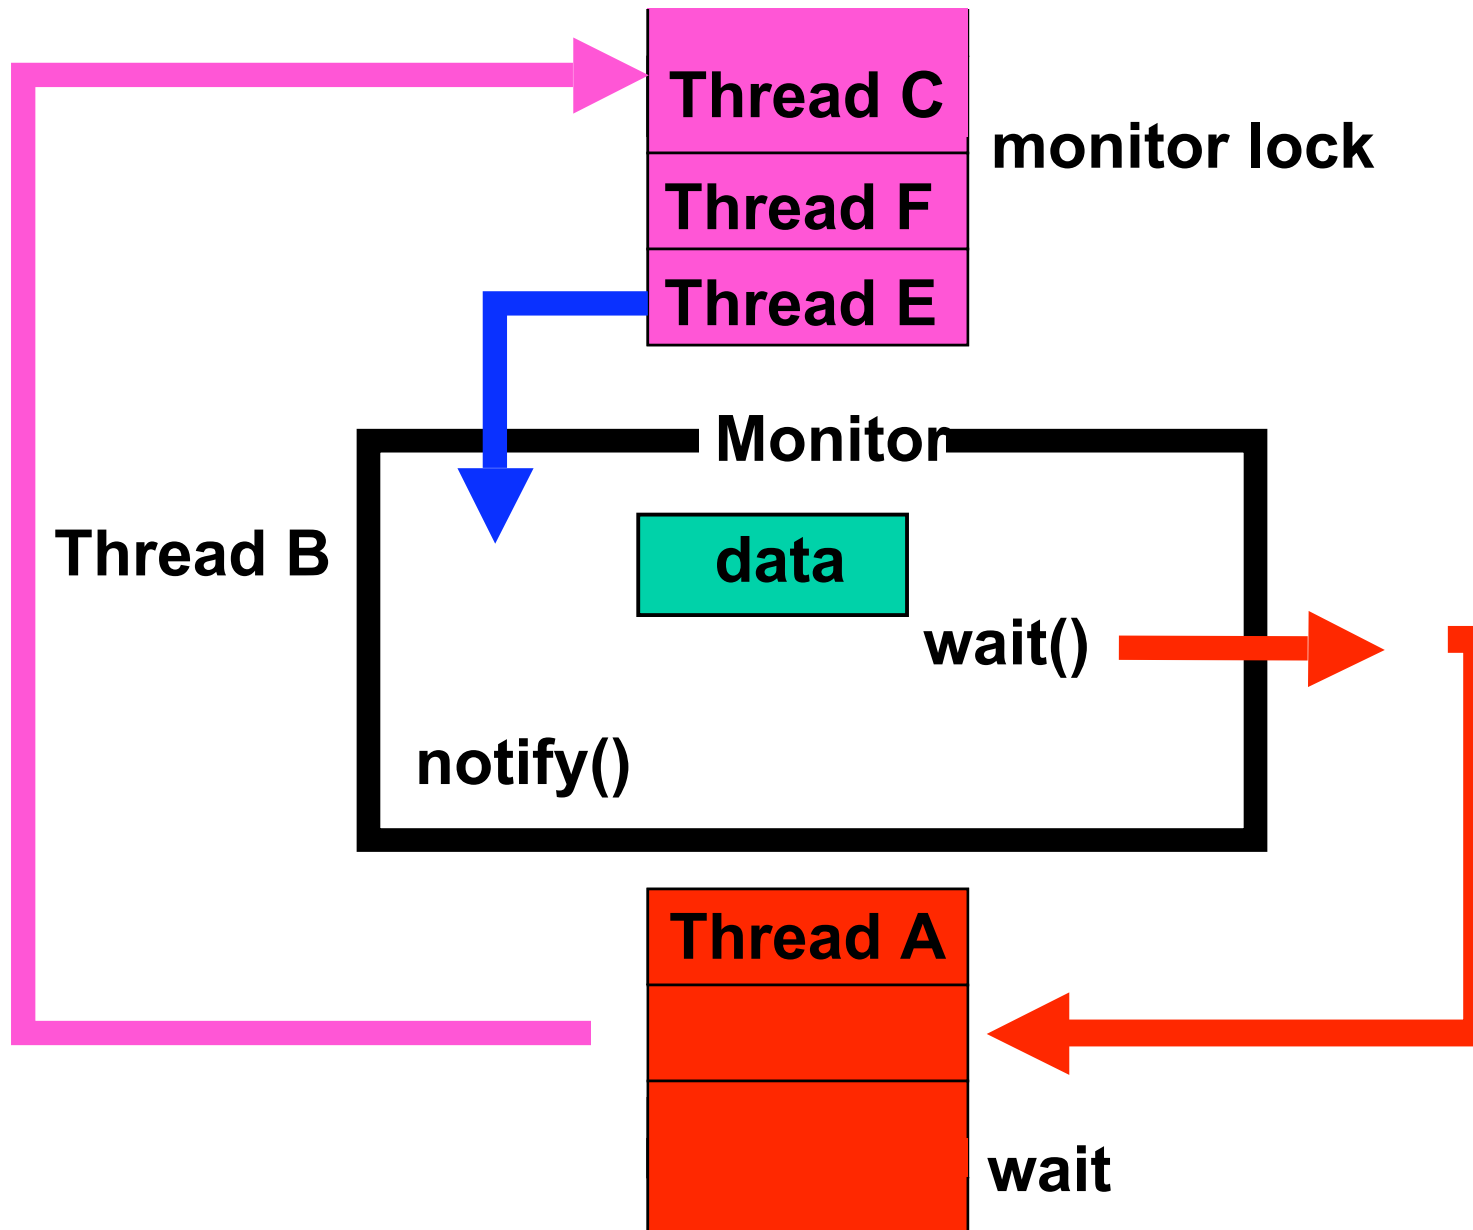 Thread C
monitor lock
Thread F
Thread E
Monitor
Thread B
data
wait()
notify()
Thread A
wait